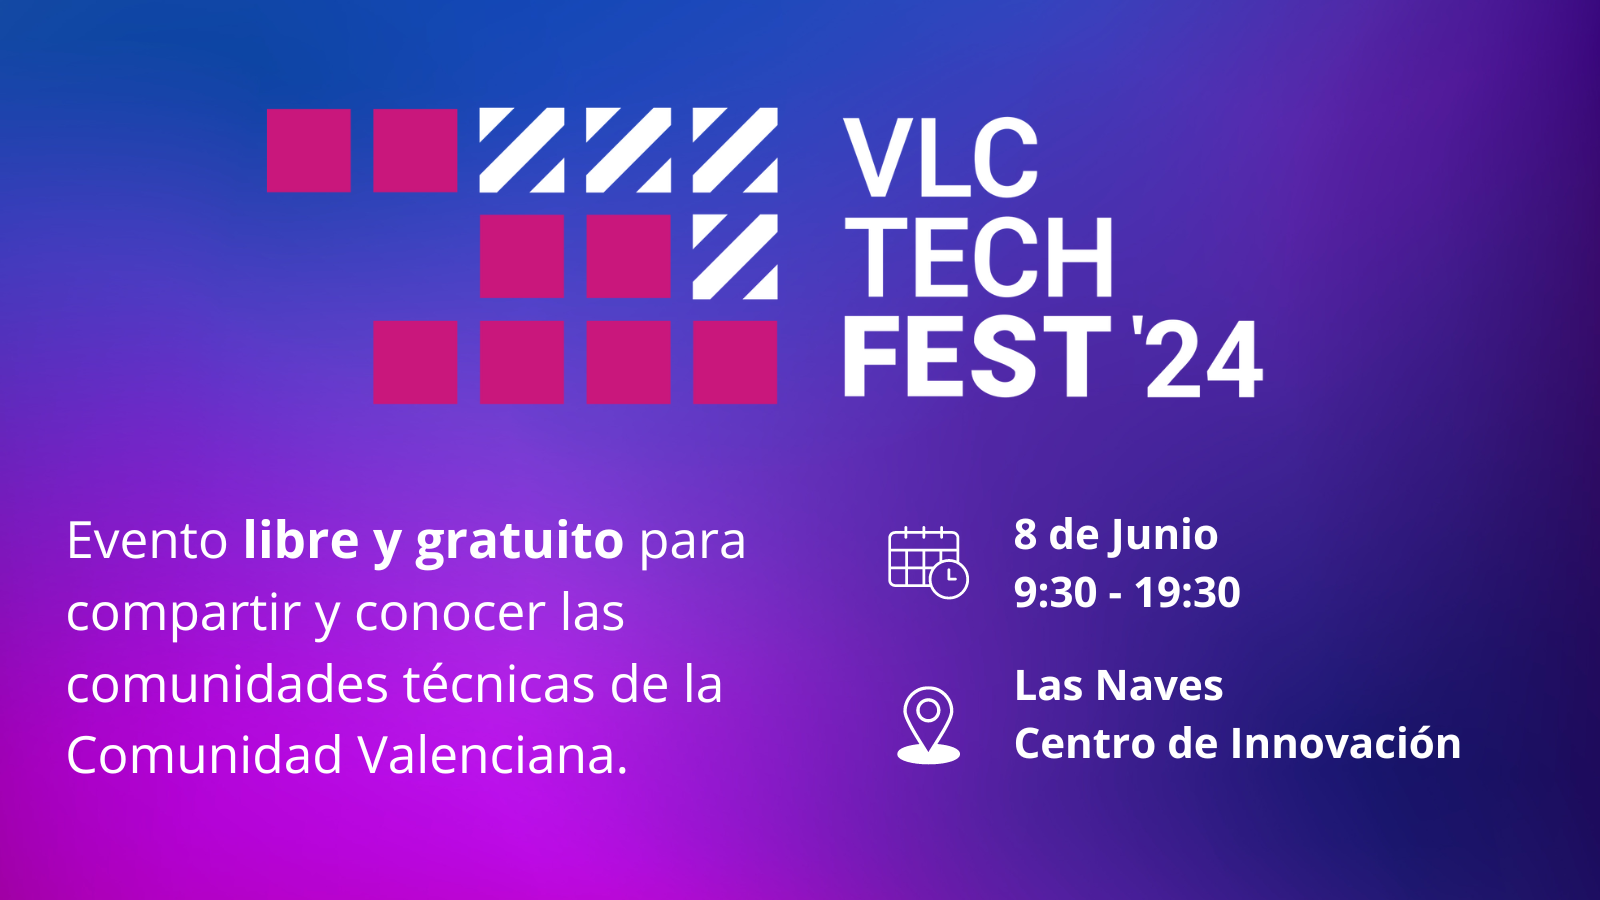 VLC
TECH
FEST '24
Evento libre y gratuito para
compartir y conocer las
comunidades técnicas de la
Comunidad Valenciana.
8 de Junio
9:30 - 19:30
Las Naves
Centro de Innovación